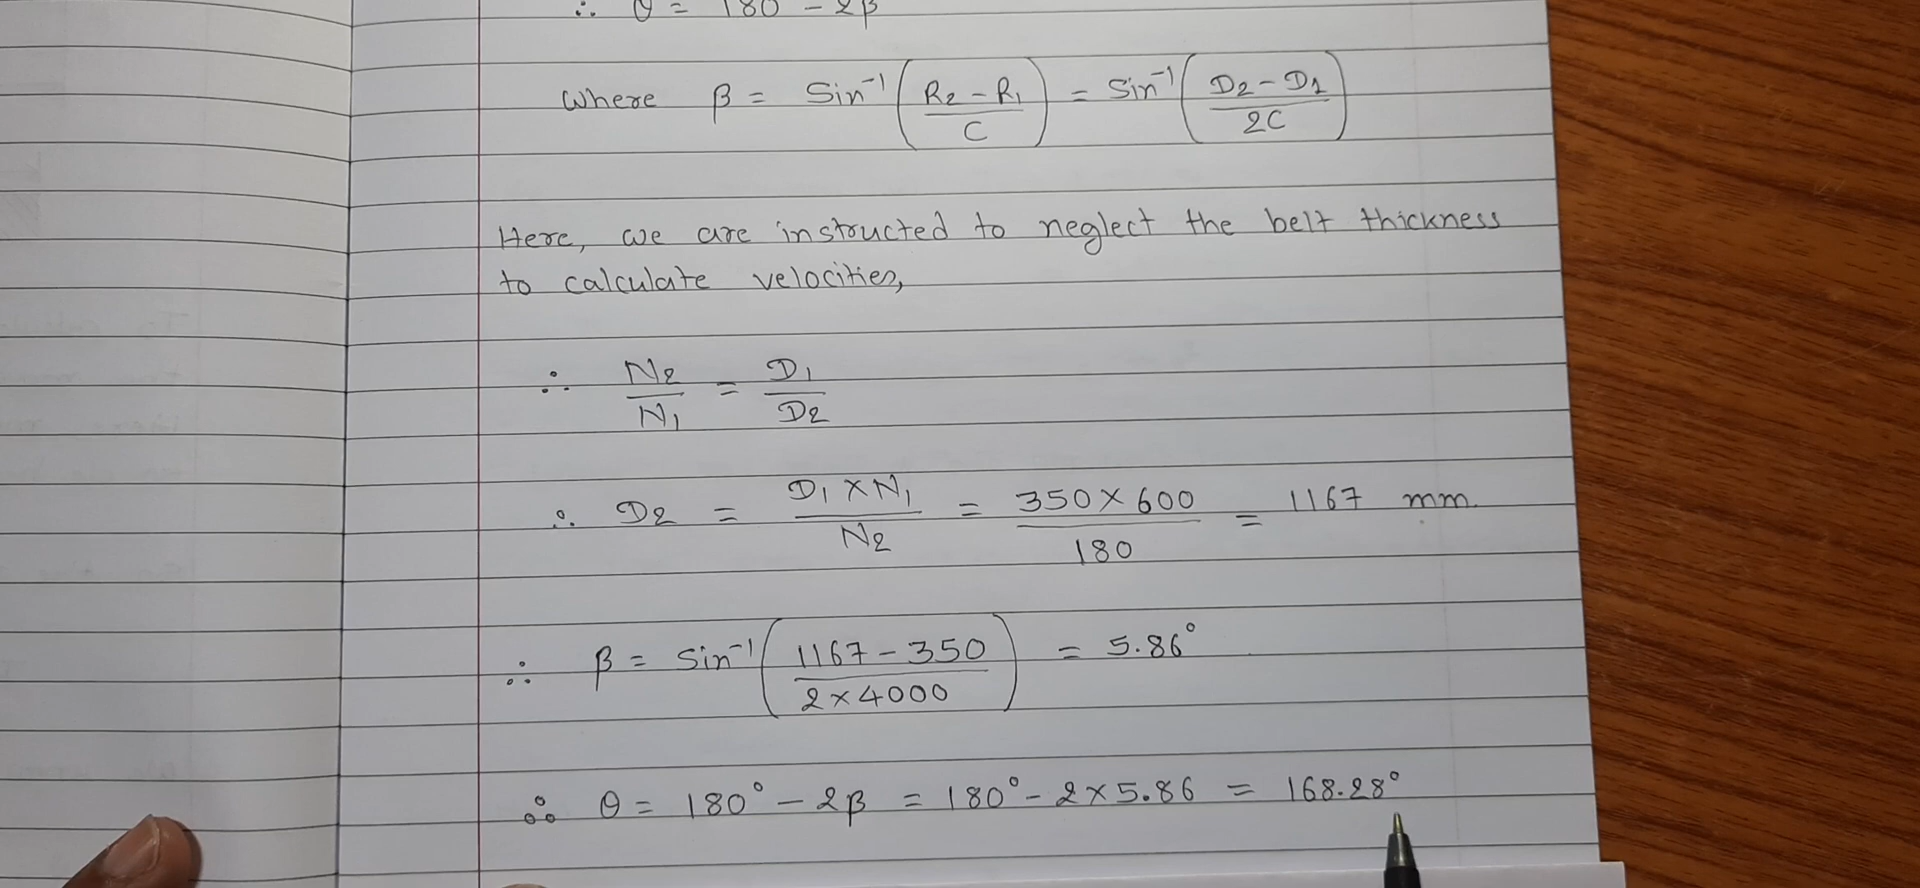 ∴ θ = 180 - 2β
Where β = Sin⁻¹ (R₂ - R₁ / C) = Sin⁻¹ (D₂ - D₁ / 2C)
Here, we are instructed to neglect the belt thickness
to calculate velocities,
∴ N₂ / N₁ = D₁ / D₂
∴ D₂ = D₁ × N₁ / N₂ = 350 × 600 / 180 = 1167 mm.
∴ β = Sin⁻¹ (1167 - 350 / 2 × 4000) = 5.86°
∴ θ = 180° - 2β = 180° - 2 × 5.86 = 168.28°